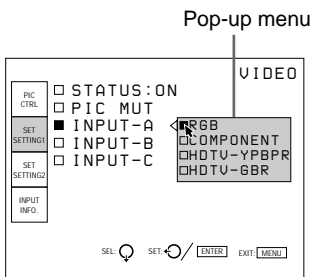 Pop-up menu
VIDEO
PIC CTRL
SET SETTING1
SET SETTING2
INPUT INFO.
STATUS:ON
PIC MUT
INPUT-A
INPUT-B
INPUT-C
RGB
COMPONENT
HDTV-YPBPR
HDTV-GBR
SEL: SET: / ENTER EXIT: MENU